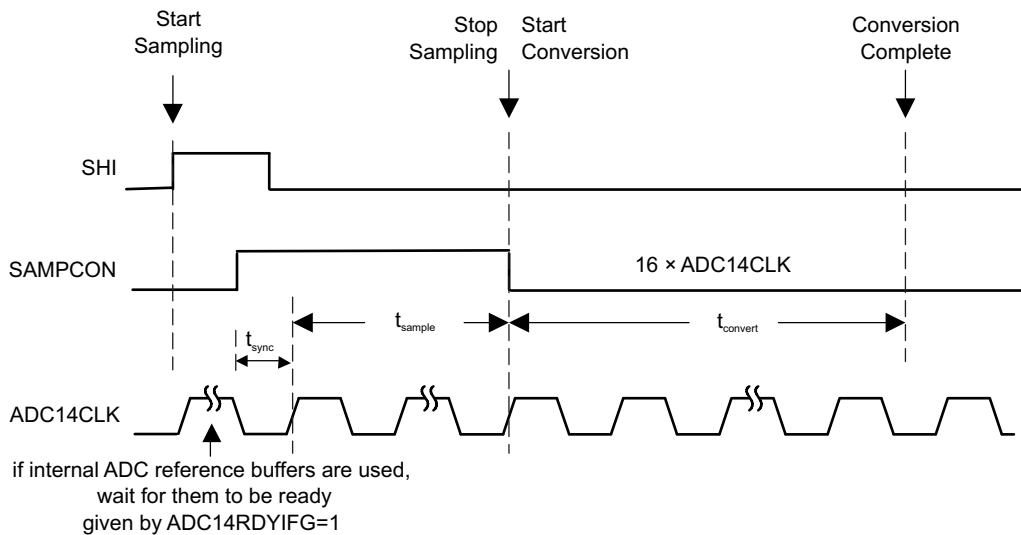 Start
Sampling
Stop
Sampling
Start
Conversion
Conversion
Complete
SHI
SAMPCON
16 × ADC14CLK
tsample
tconvert
tsync
ADC14CLK
if internal ADC reference buffers are used,
wait for them to be ready
given by ADC14RDYIFG=1